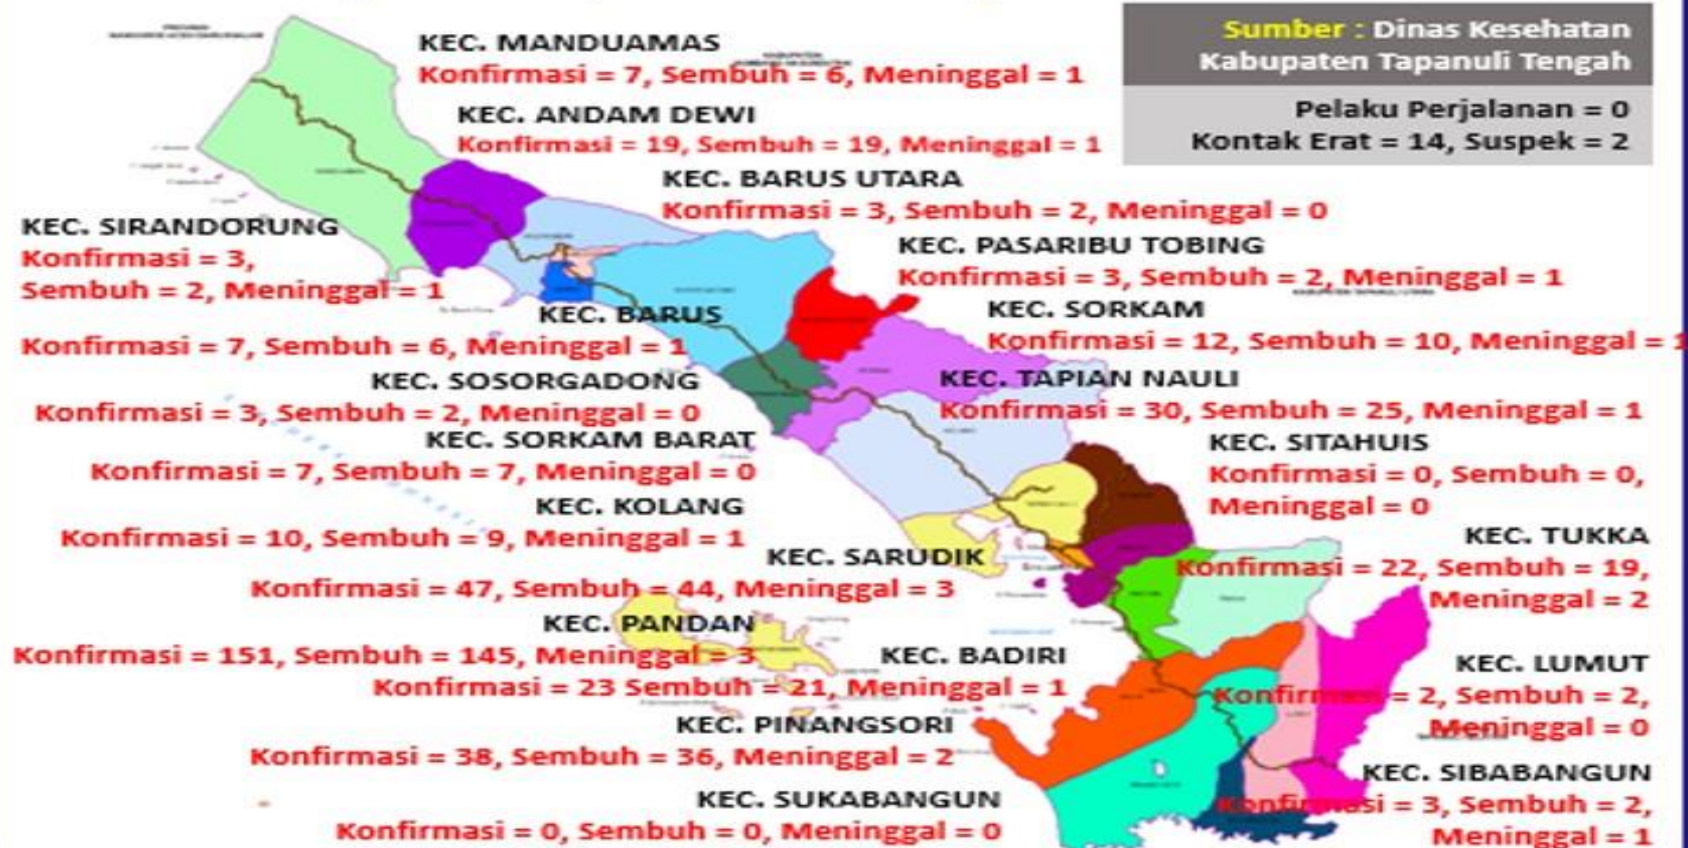 Sumber : Dinas Kesehatan
Kabupaten Tapanuli Tengah
Pelaku Perjalanan = 0
Kontak Erat = 14, Suspek = 2
KEC. MANDUAMAS
Konfirmasi = 7, Sembuh = 6, Meninggal = 1
KEC. ANDAM DEWI
Konfirmasi = 19, Sembuh = 19, Meninggal = 1
KEC. BARUS UTARA
Konfirmasi = 3, Sembuh = 2, Meninggal = 0
KEC. SIRANDORUNG
Konfirmasi = 3,
Sembuh = 2, Meninggal = 1
KEC. PASARIBU TOBING
Konfirmasi = 3, Sembuh = 2, Meninggal = 1
KEC. SORKAM
Konfirmasi = 12, Sembuh = 10, Meninggal = 1
KEC. BARUS
Konfirmasi = 7, Sembuh = 6, Meninggal = 1
KEC. TAPIAN NAULI
Konfirmasi = 30, Sembuh = 25, Meninggal = 1
KEC. SOSORGADONG
Konfirmasi = 3, Sembuh = 2, Meninggal = 0
KEC. SORKAM BARAT
Konfirmasi = 7, Sembuh = 7, Meninggal = 0
KEC. SITAHUIS
Konfirmasi = 0, Sembuh = 0,
Meninggal = 0
KEC. KOLANG
Konfirmasi = 10, Sembuh = 9, Meninggal = 1
KEC. TUKKA
Konfirmasi = 22, Sembuh = 19,
Meninggal = 2
KEC. SARUDIK
Konfirmasi = 47, Sembuh = 44, Meninggal = 3
KEC. PANDAN
Konfirmasi = 151, Sembuh = 145, Meninggal = 3
KEC. BADIRI
Konfirmasi = 23 Sembuh = 21, Meninggal = 1
KEC. LUMUT
Konfirmasi = 2, Sembuh = 2,
Meninggal = 0
KEC. PINANGSORI
Konfirmasi = 38, Sembuh = 36, Meninggal = 2
KEC. SIBABANGUN
Konfirmasi = 3, Sembuh = 2,
Meninggal = 1
KEC. SUKABANGUN
Konfirmasi = 0, Sembuh = 0, Meninggal = 0